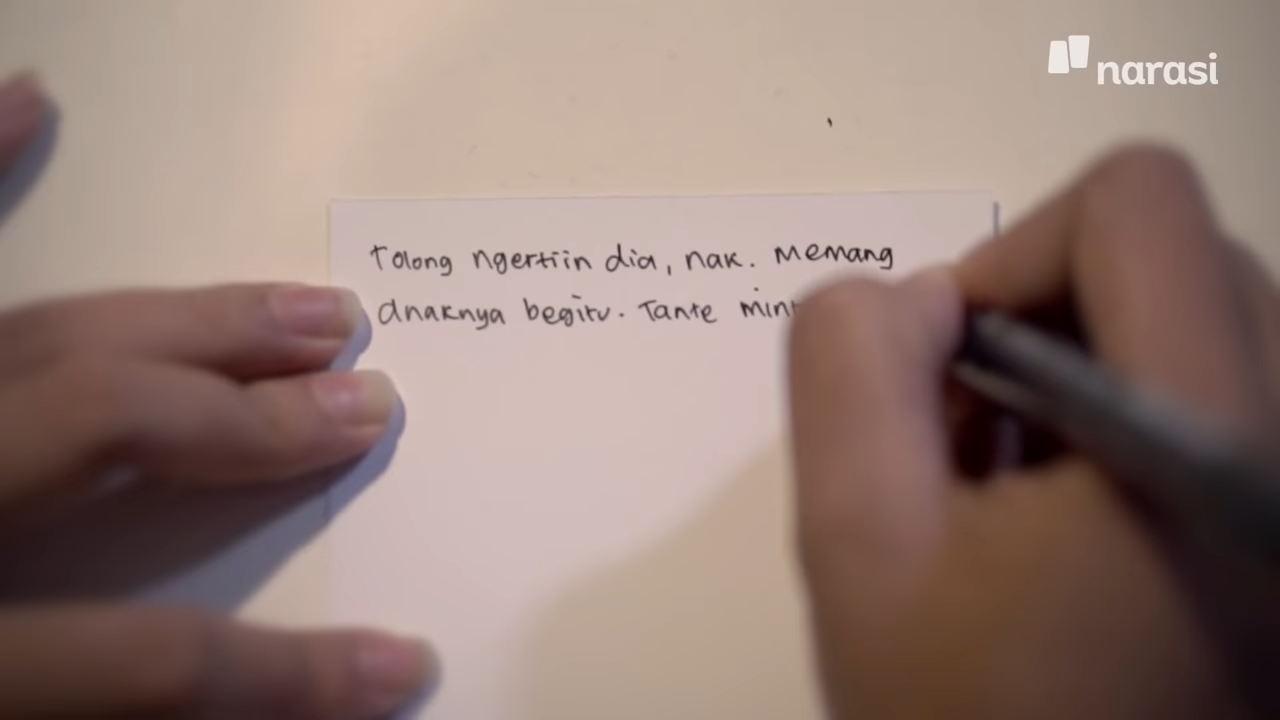 narasi
Tolong ngertiin dia, nak. Memang
anaknya begitu. Tante